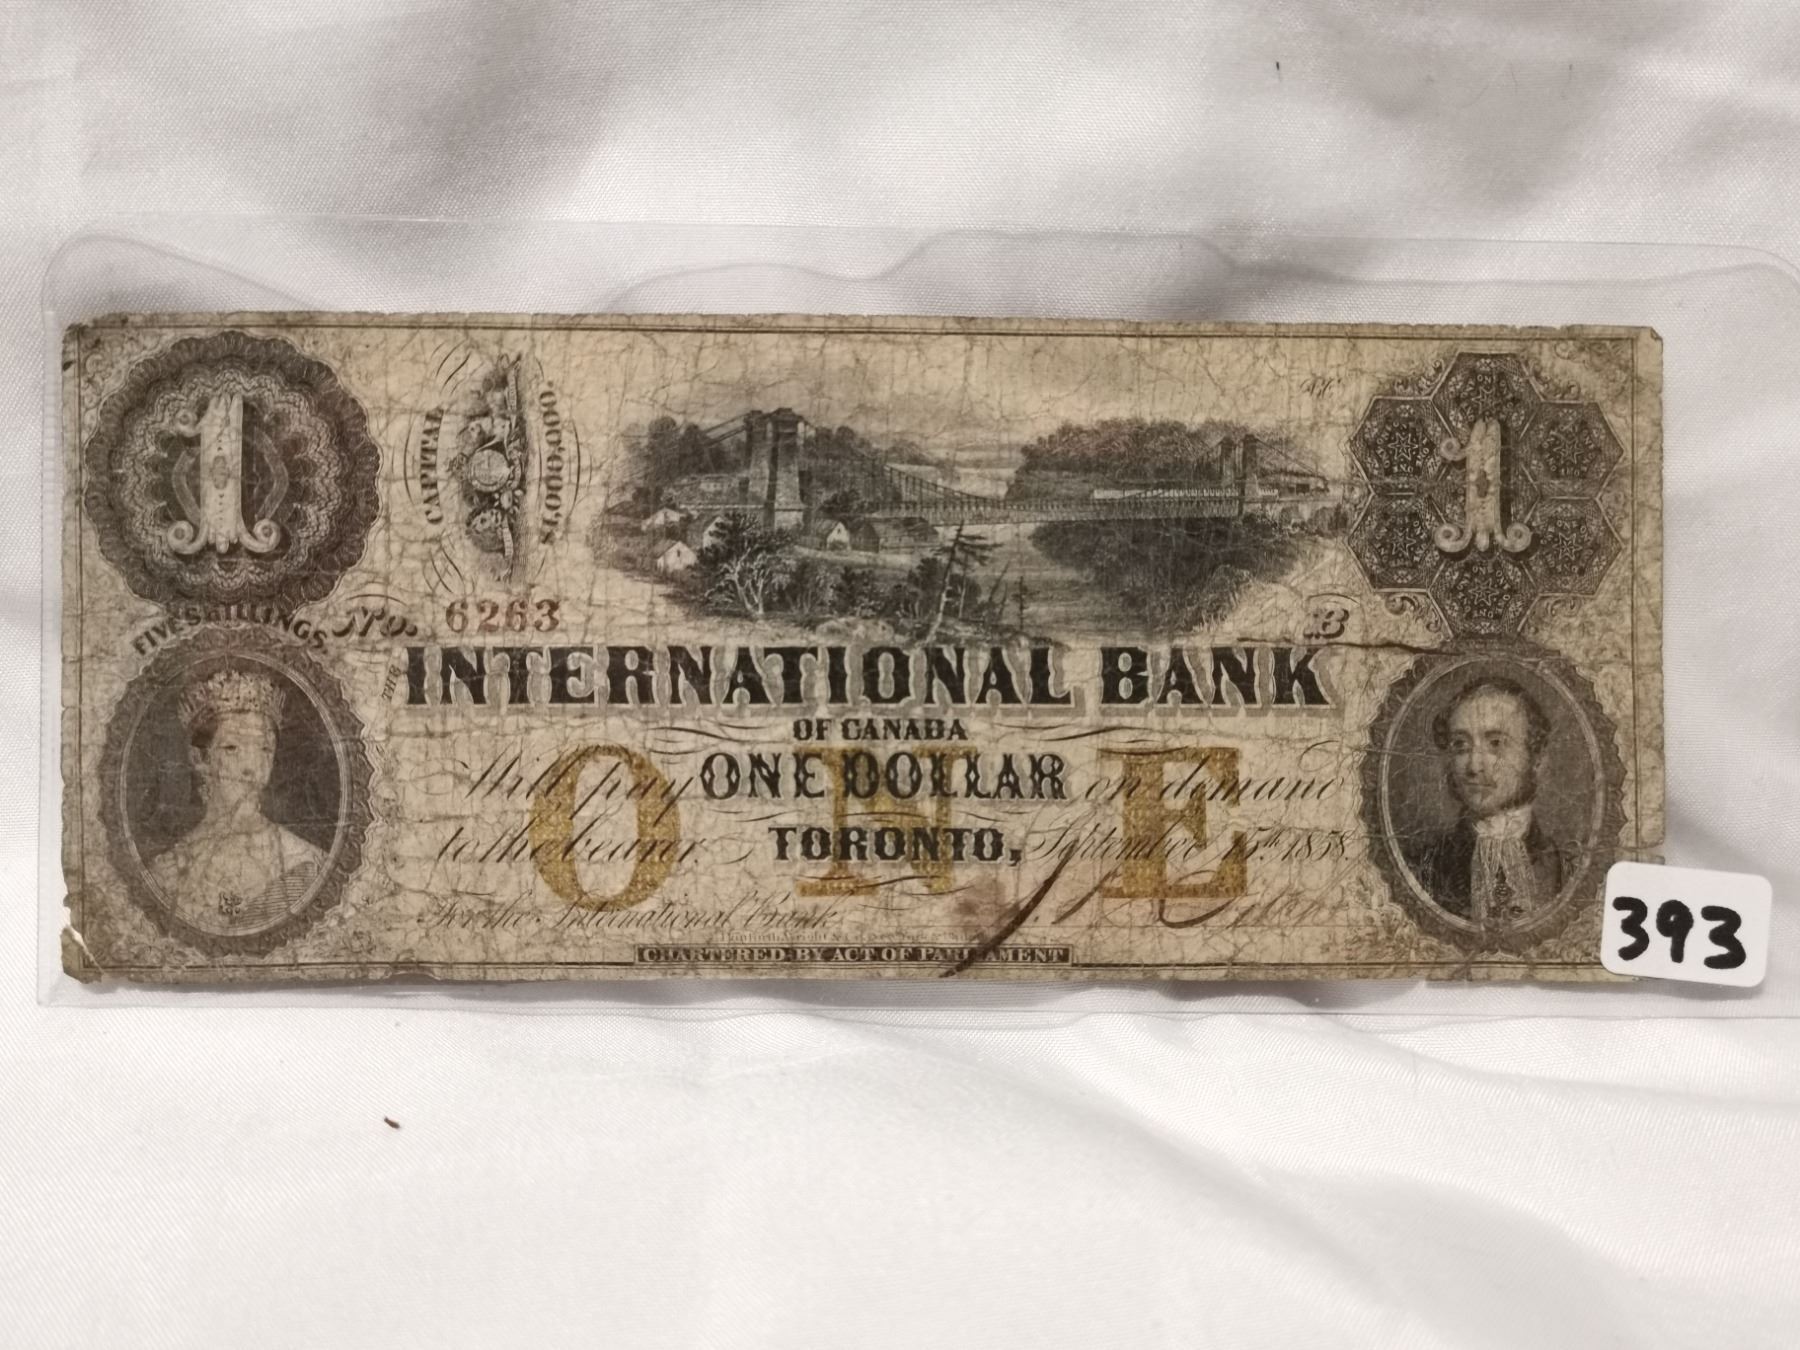 1
CAPITAL
$1,000,000.
1
FIVE SHILLINGS.
No. 6263
B
THE INTERNATIONAL BANK
OF CANADA
ONE
Will pay ONE DOLLAR on demand
to the bearer. TORONTO, September 15th 1858.
For the International Bank
CHARTERED BY ACT OF PARLIAMENT
393